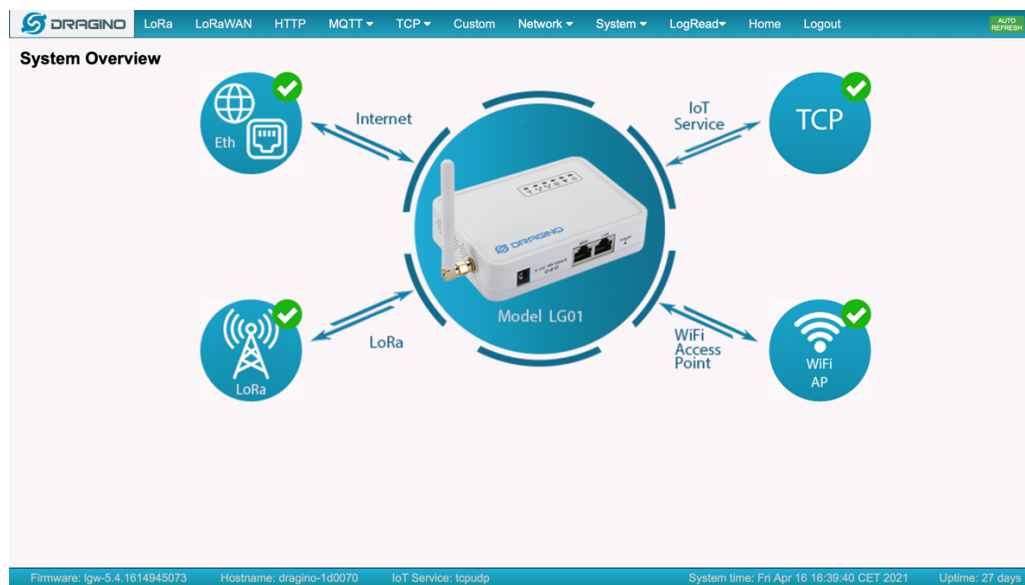 DRAGINO LoRa LoRaWAN HTTP MQTT TCP Custom Network System LogRead Home Logout AUTO REFRESH
System Overview
Eth
Internet
IoT
Service
TCP
DRAGINO
Model LG01
LoRa
LoRa
WiFi
Access
Point
WiFi
AP
Firmware: lgw-5.4.1614945073 Hostname: dragino-1d0070 IoT Service: tcpudp System time: Fri Apr 16 16:39:40 CET 2021 Uptime: 27 days